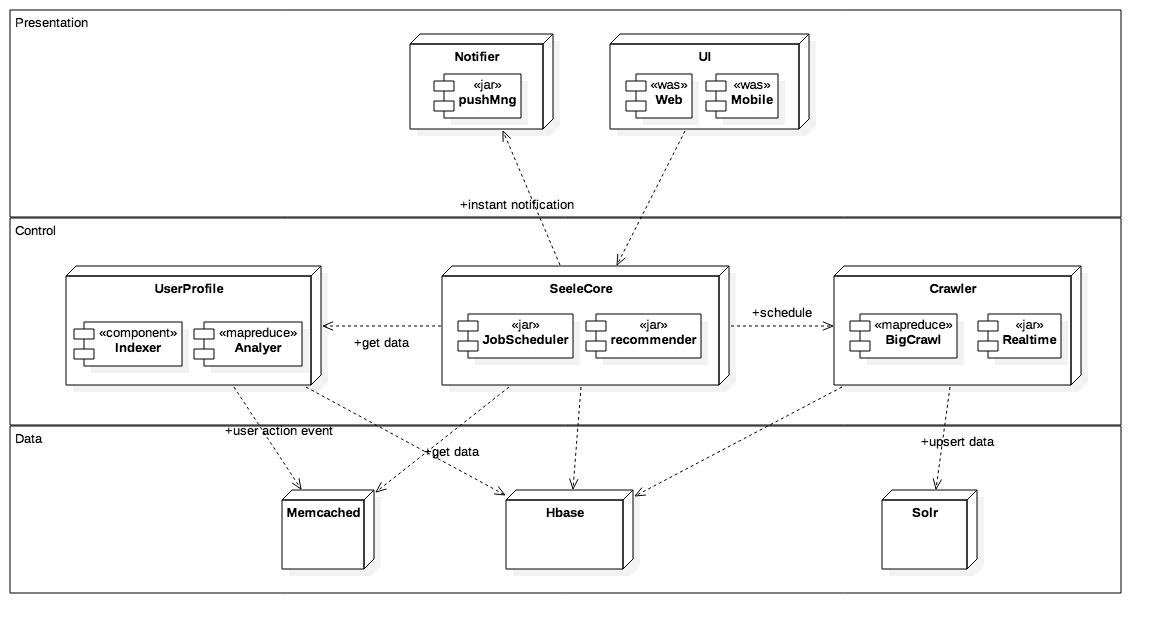 Presentation
Notifier
«jar»
pushMng
UI
«was»
Web
«was»
Mobile
+instant notification
Control
UserProfile
«component»
Indexer
«mapreduce»
Analyer
SeeleCore
«jar»
JobScheduler
«jar»
recommender
Crawler
«mapreduce»
BigCrawl
«jar»
Realtime
+get data
+schedule
Data
+user action event
+get data
+upsert data
Memcached
Hbase
Solr